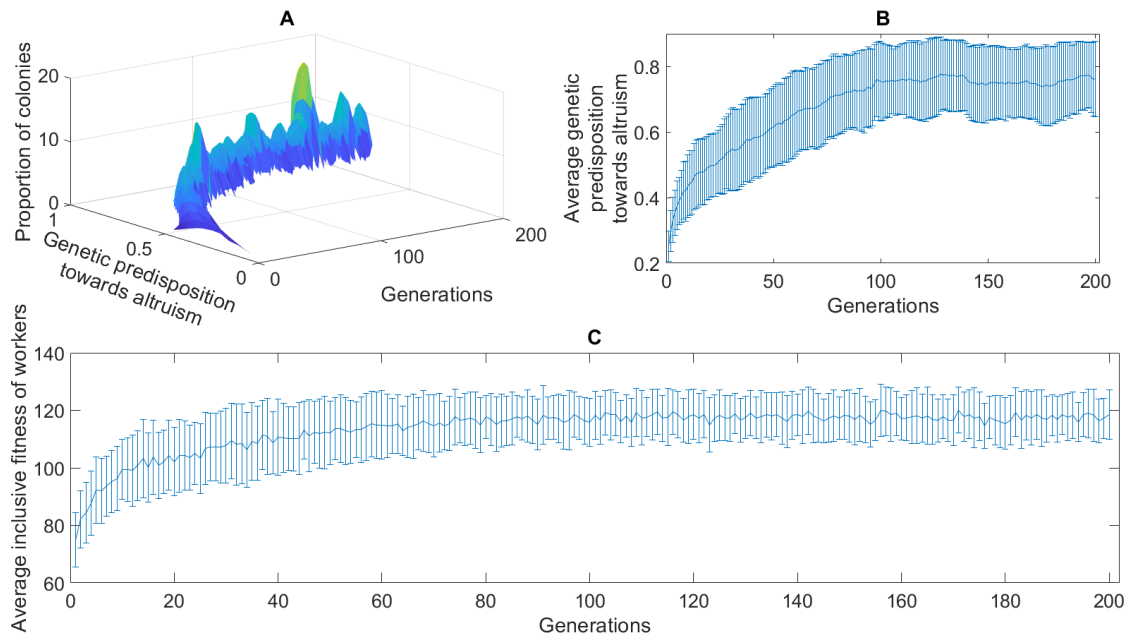 A
Proportion of colonies
20
10
0
1
0.5
0
Genetic predisposition
towards altruism
0
100
200
Generations
B
Average genetic
predisposition
towards altruism
0.8
0.6
0.4
0.2
0
50
100
150
200
Generations
C
Average inclusive fitness of workers
140
120
100
80
60
0
20
40
60
80
100
120
140
160
180
200
Generations